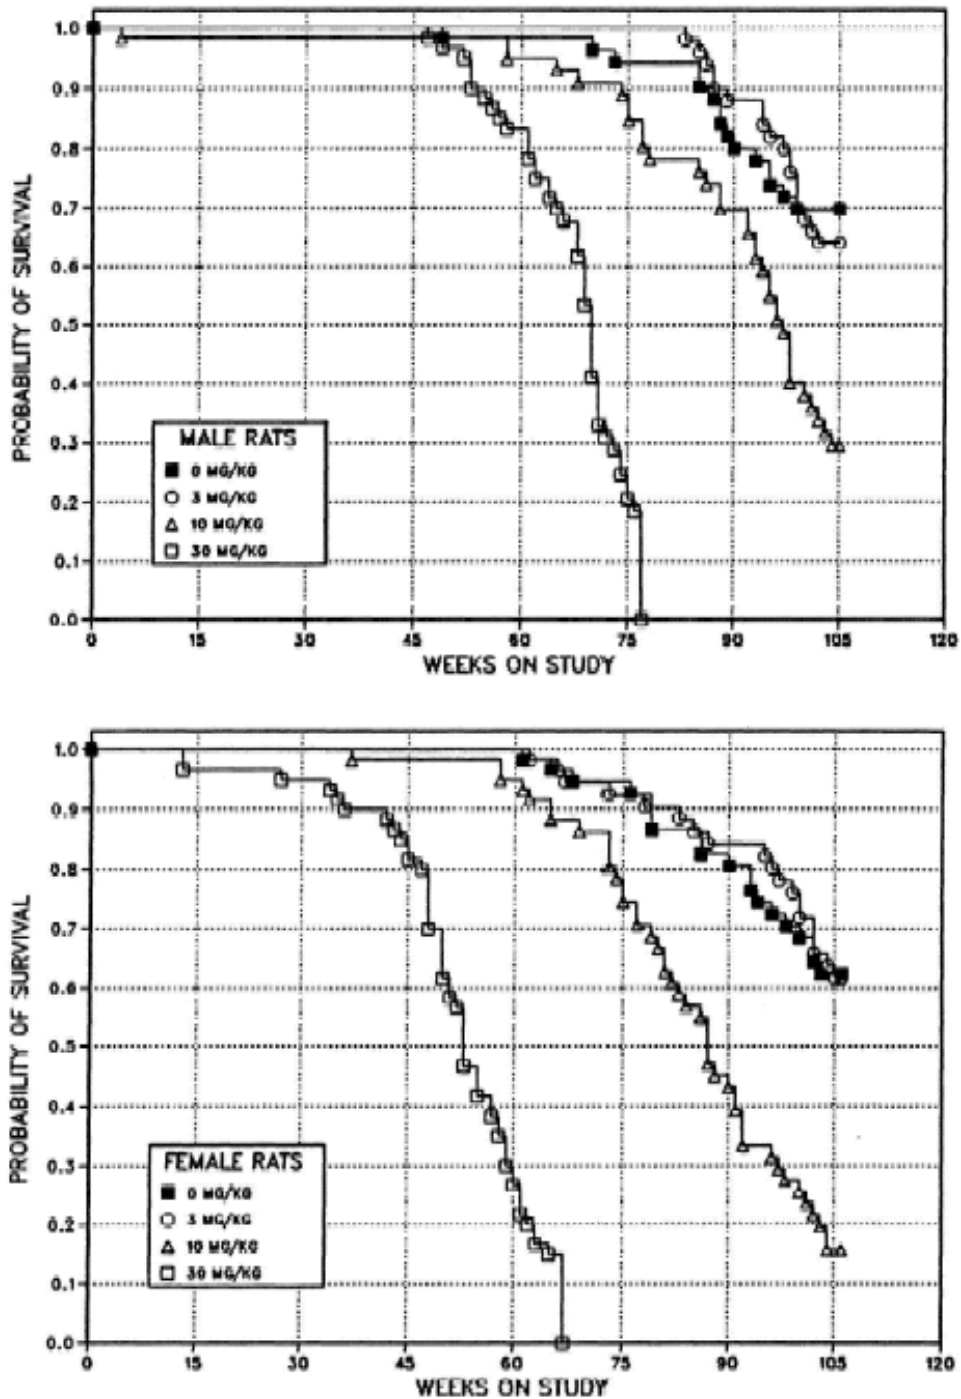 1.0
0.9
0.8
0.7
0.6
0.5
0.4
0.3
0.2
0.1
0.0
PROBABILITY OF SURVIVAL
MALE RATS
0 MG/KG
3 MG/KG
10 MG/KG
30 MG/KG
0 15 30 45 60 75 90 105 120
WEEKS ON STUDY
1.0
0.9
0.8
0.7
0.6
0.5
0.4
0.3
0.2
0.1
0.0
PROBABILITY OF SURVIVAL
FEMALE RATS
0 MG/KG
3 MG/KG
10 MG/KG
30 MG/KG
0 15 30 45 60 75 90 105 120
WEEKS ON STUDY